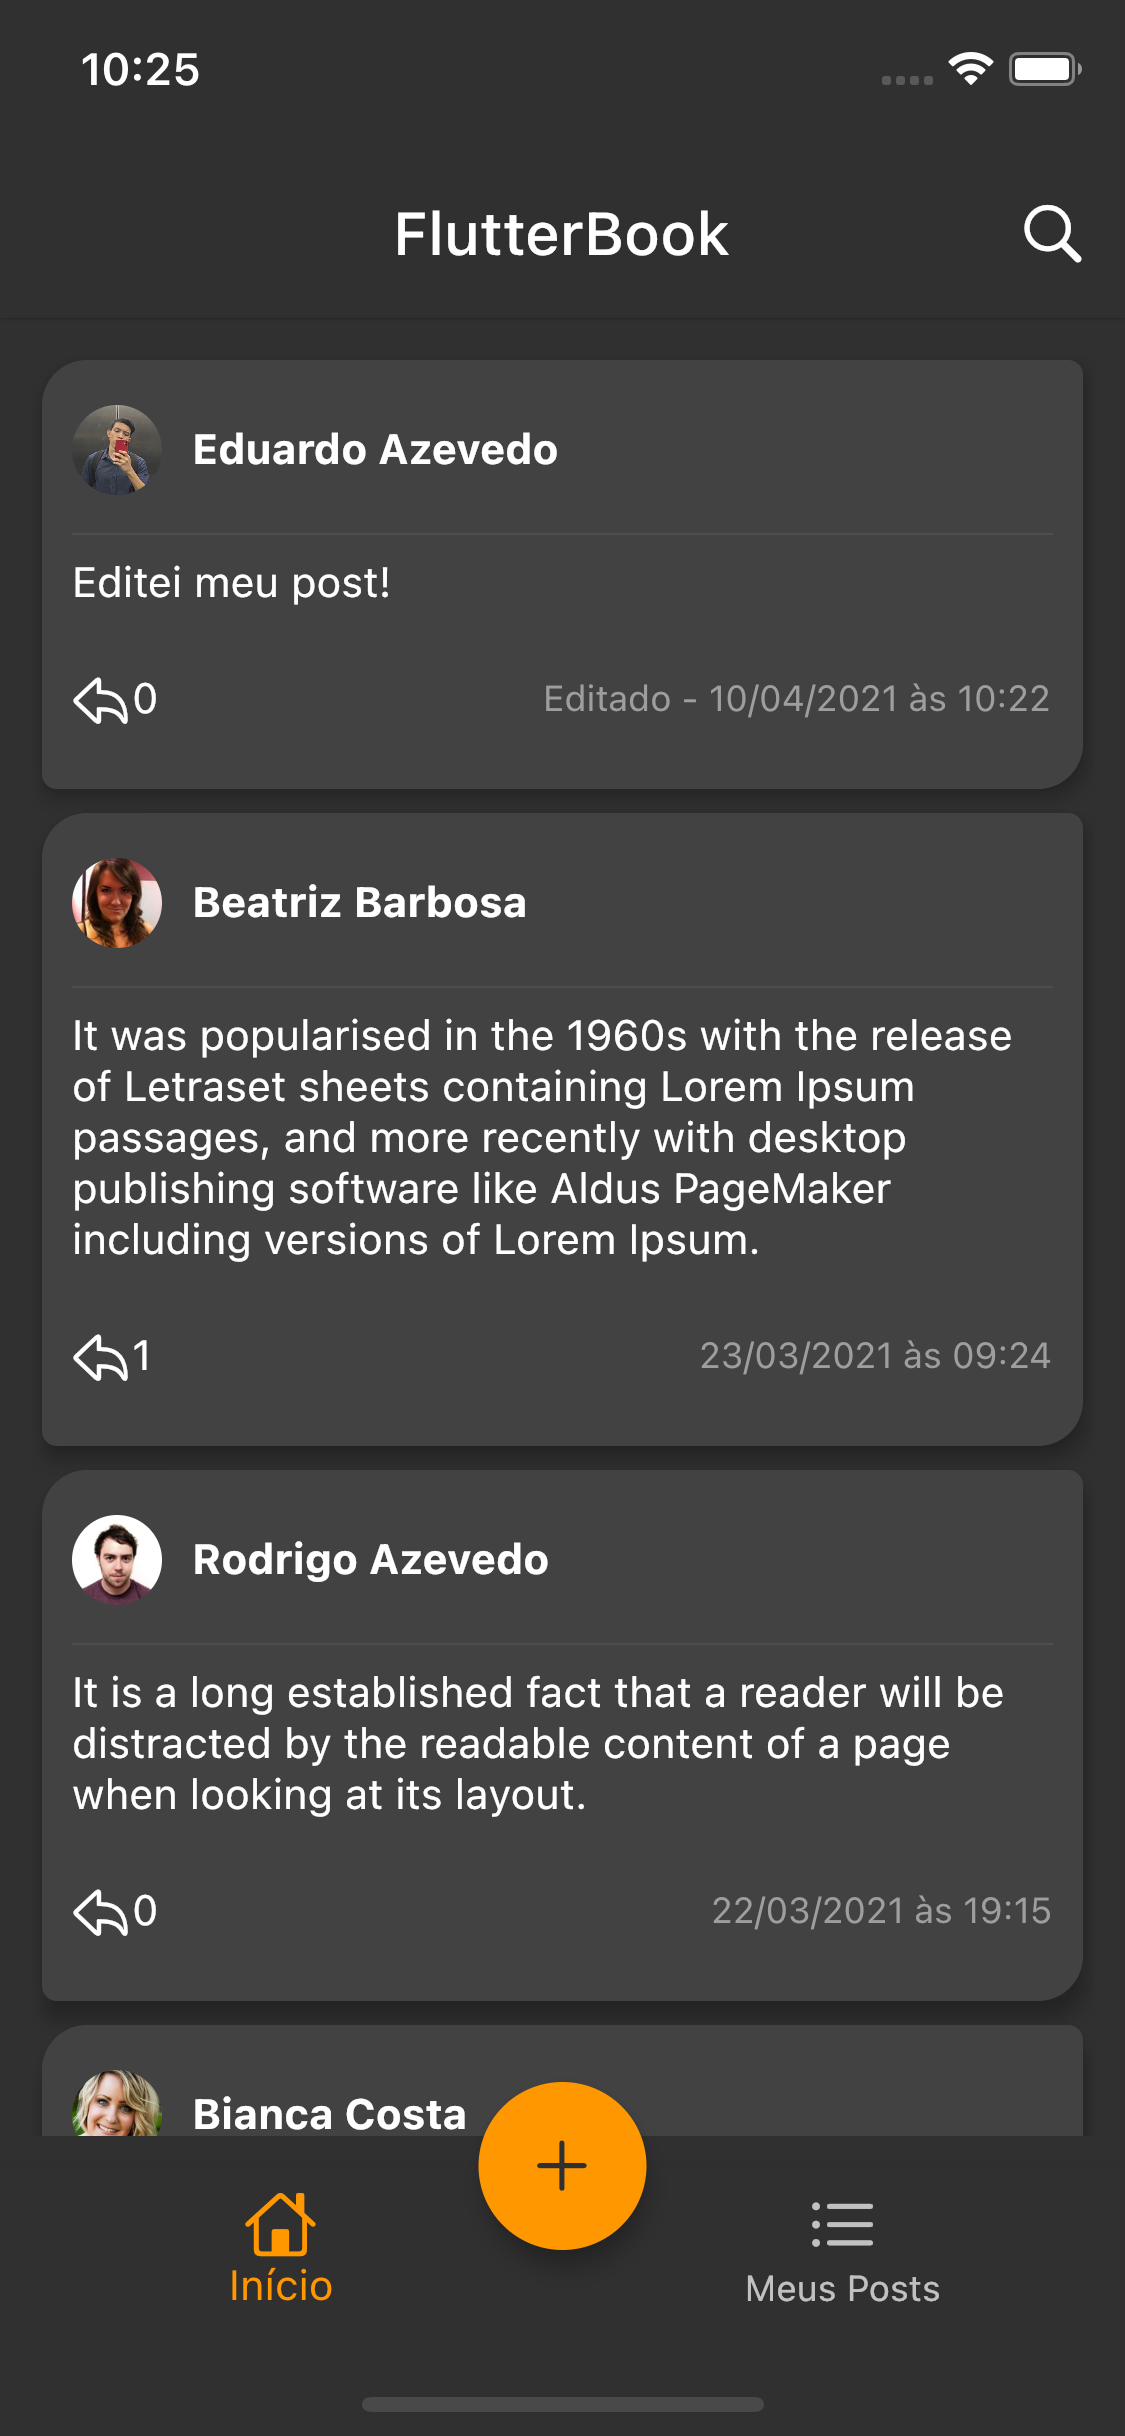 10:25
FlutterBook
Eduardo Azevedo
Editei meu post!
0
Editado - 10/04/2021 às 10:22
Beatriz Barbosa
It was popularised in the 1960s with the release
of Letraset sheets containing Lorem Ipsum
passages, and more recently with desktop
publishing software like Aldus PageMaker
including versions of Lorem Ipsum.
1
23/03/2021 às 09:24
Rodrigo Azevedo
It is a long established fact that a reader will be
distracted by the readable content of a page
when looking at its layout.
0
22/03/2021 às 19:15
Bianca Costa
Início
Meus Posts